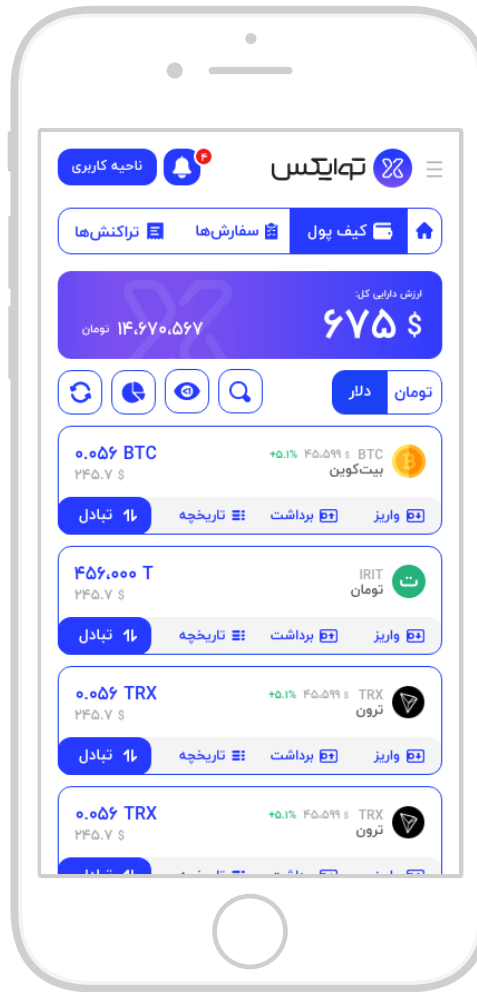 توایکس
۴
ناحیه کاربری
کیف پول
سفارش‌ها
تراکنش‌ها
ارزش دارایی کل:
۶۷۵ $
۱۴,۶۷۰,۵۶۷ تومان
تومان
دلار
BTC $ ۴۵,۵۹۹ +۵.۱%
بیت‌کوین
۰.۰۵۶ BTC
۲۴۵.۷ $
واریز
برداشت
تاریخچه
تبادل
IRIT
تومان
۴۵۶,۰۰۰ T
۲۴۵.۷ $
واریز
برداشت
تاریخچه
تبادل
TRX $ ۴۵,۵۹۹ +۵.۱%
ترون
۰.۰۵۶ TRX
۲۴۵.۷ $
واریز
برداشت
تاریخچه
تبادل
TRX $ ۴۵,۵۹۹ +۵.۱%
ترون
۰.۰۵۶ TRX
۲۴۵.۷ $